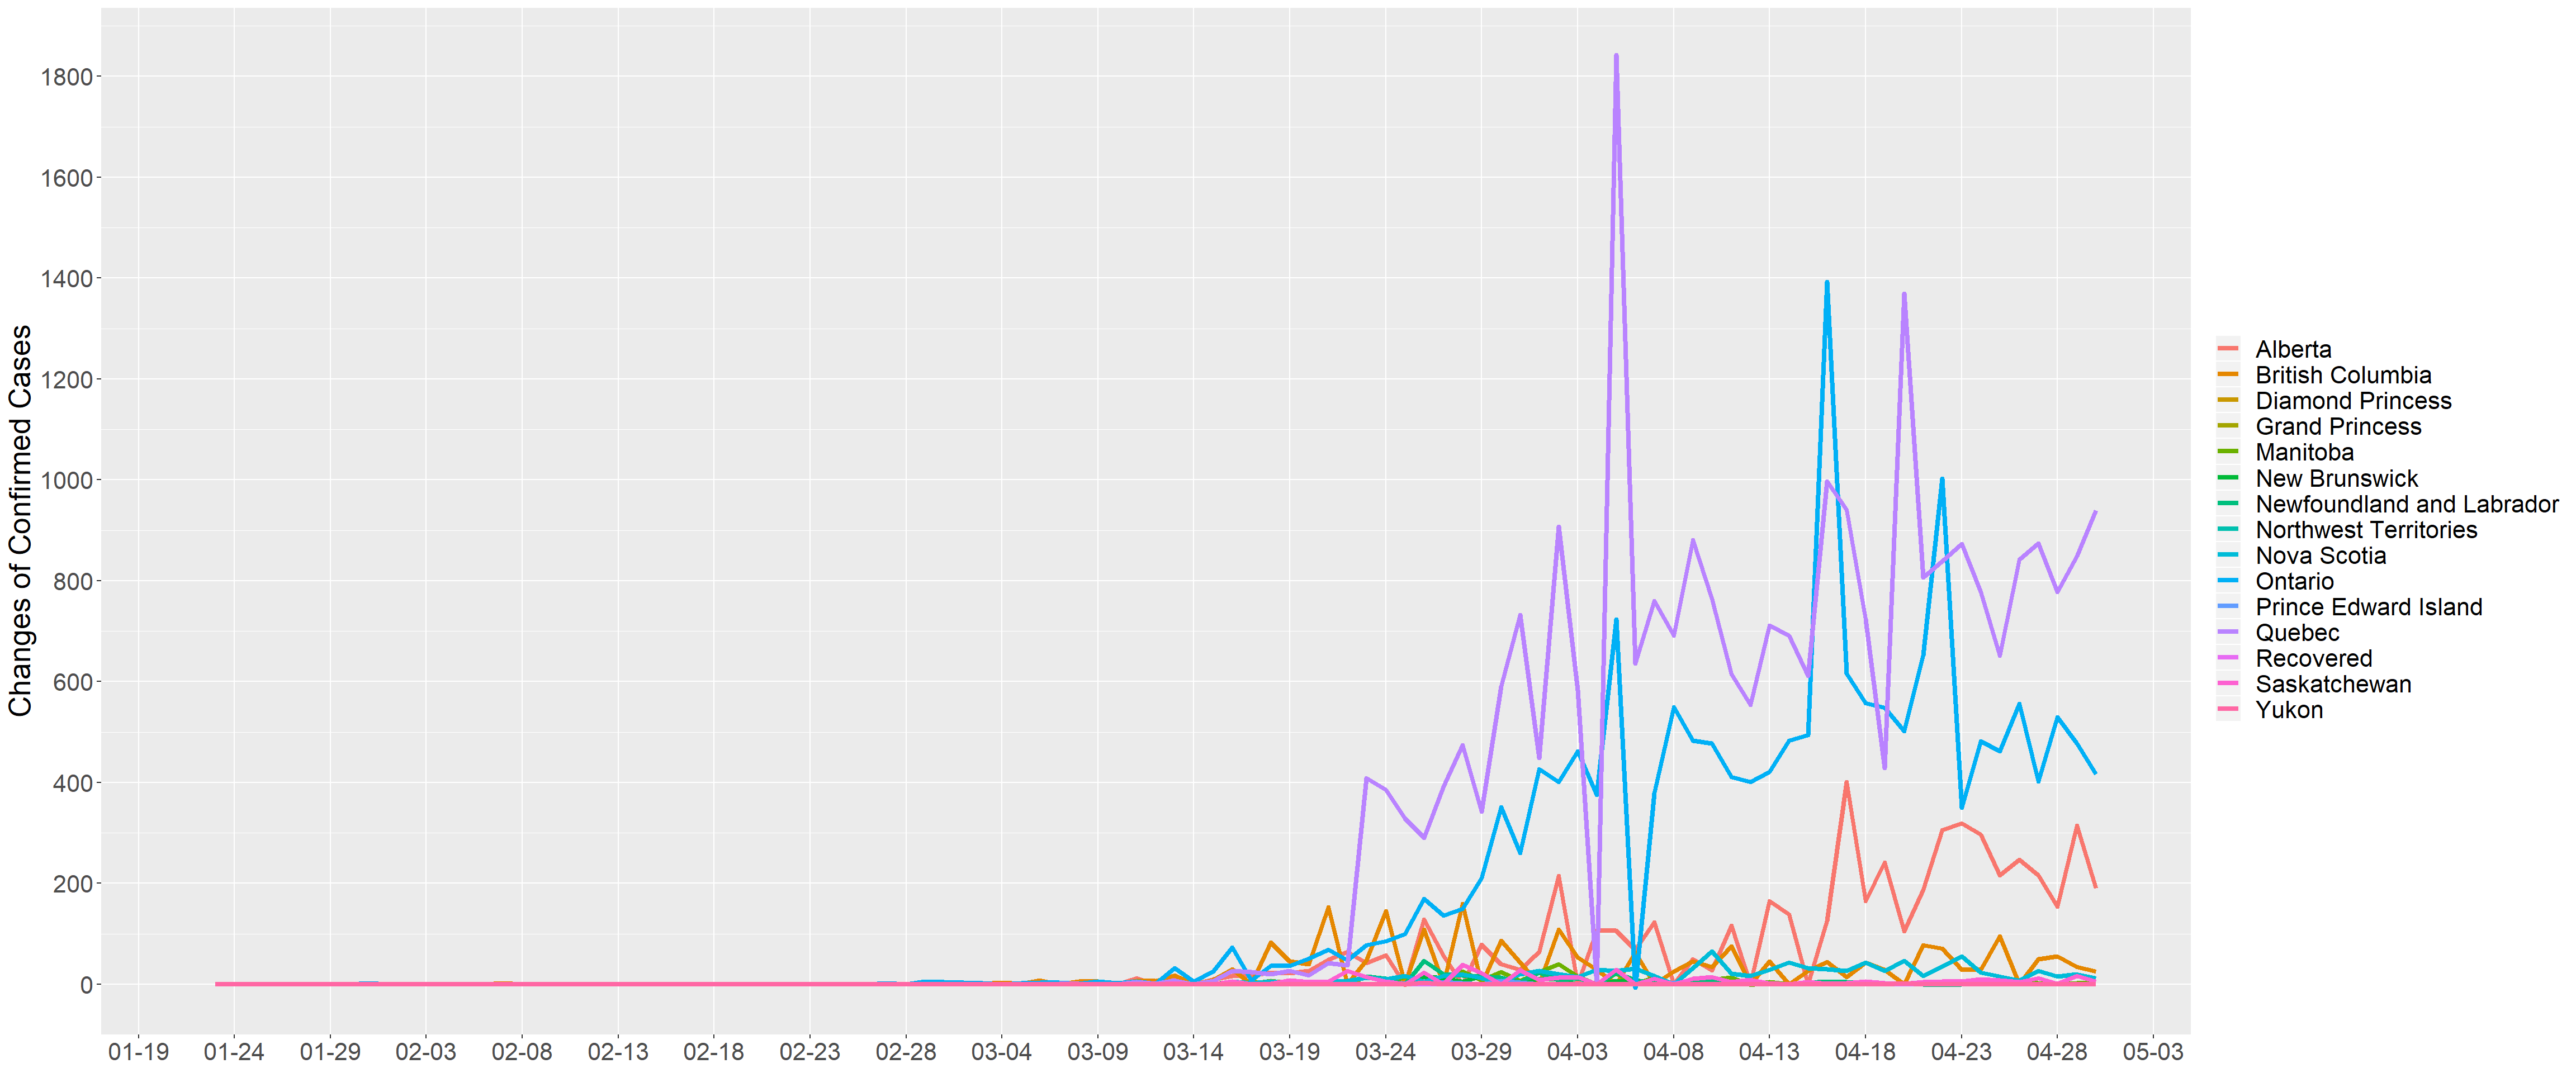 Changes of Confirmed Cases
1800
1600
1400
1200
1000
800
600
400
200
0
01-19 01-24 01-29 02-03 02-08 02-13 02-18 02-23 02-28 03-04 03-09 03-14 03-19 03-24 03-29 04-03 04-08 04-13 04-18 04-23 04-28 05-03
Alberta
British Columbia
Diamond Princess
Grand Princess
Manitoba
New Brunswick
Newfoundland and Labrador
Northwest Territories
Nova Scotia
Ontario
Prince Edward Island
Quebec
Recovered
Saskatchewan
Yukon